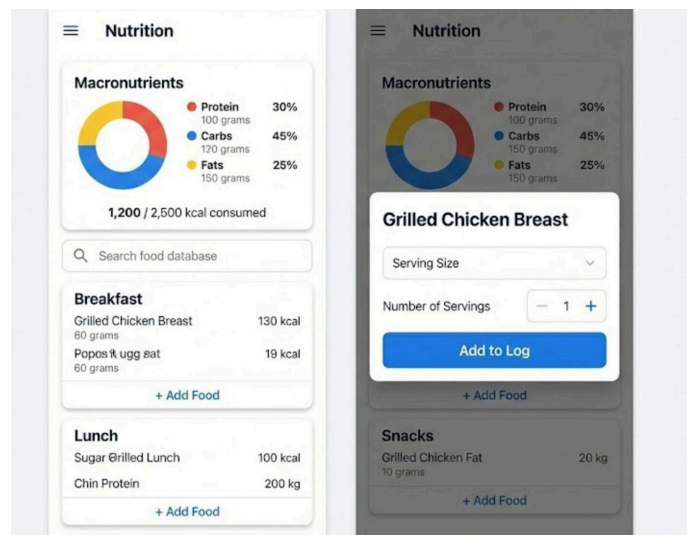 Nutrition
Macronutrients
Protein 30%
100 grams
Carbs 45%
120 grams
Fats 25%
150 grams
1,200 / 2,500 kcal consumed
Search food database
Breakfast
Grilled Chicken Breast 130 kcal
60 grams
19 kcal
60 grams
+ Add Food
Lunch
Sugar Grilled Lunch 100 kcal
Chin Protein 200 kg
+ Add Food
Nutrition
Macronutrients
Protein 30%
100 grams
Carbs 45%
150 grams
Fats 25%
150 grams
Grilled Chicken Breast
Serving Size
Number of Servings − 1 +
Add to Log
+ Add Food
Snacks
Grilled Chicken Fat 20 kg
10 grams
+ Add Food